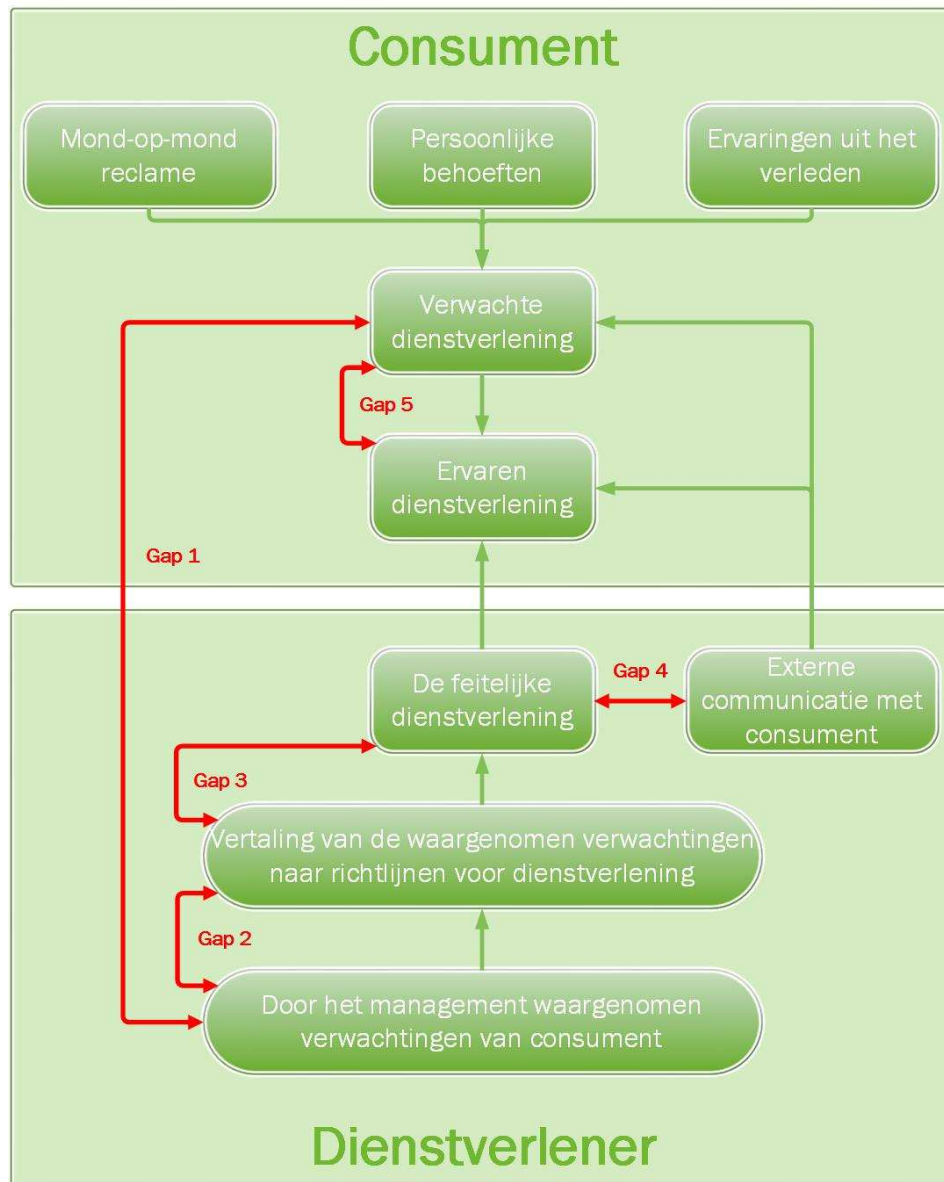 Consument
Mond-op-mond
reclame
Persoonlijke
behoeften
Ervaringen uit het
verleden
Verwachte
dienstverlening
Gap 5
Ervaren
dienstverlening
Gap 1
De feitelijke
dienstverlening
Gap 4
Externe
communicatie met
consument
Gap 3
Vertaling van de waargenomen verwachtingen
naar richtlijnen voor dienstverlening
Gap 2
Door het management waargenomen
verwachtingen van consument
Dienstverlener